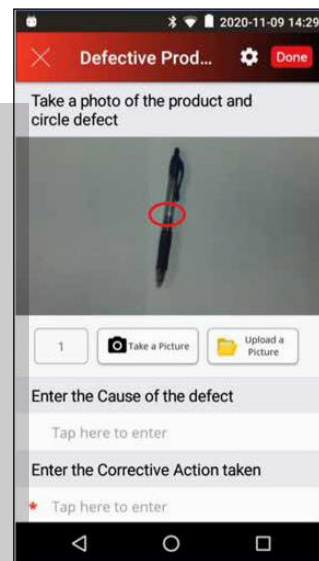 2020-11-09 14:29
Defective Prod...
Done
Take a photo of the product and
circle defect
1
Take a Picture
Upload a
Picture
Enter the Cause of the defect
Tap here to enter
Enter the Corrective Action taken
* Tap here to enter